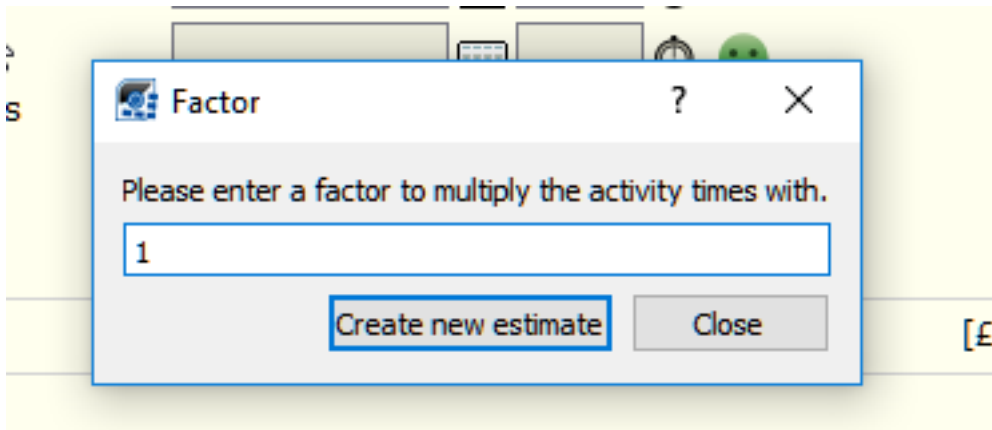 s
Factor
?
Please enter a factor to multiply the activity times with.
1
Create new estimate
Close
[£